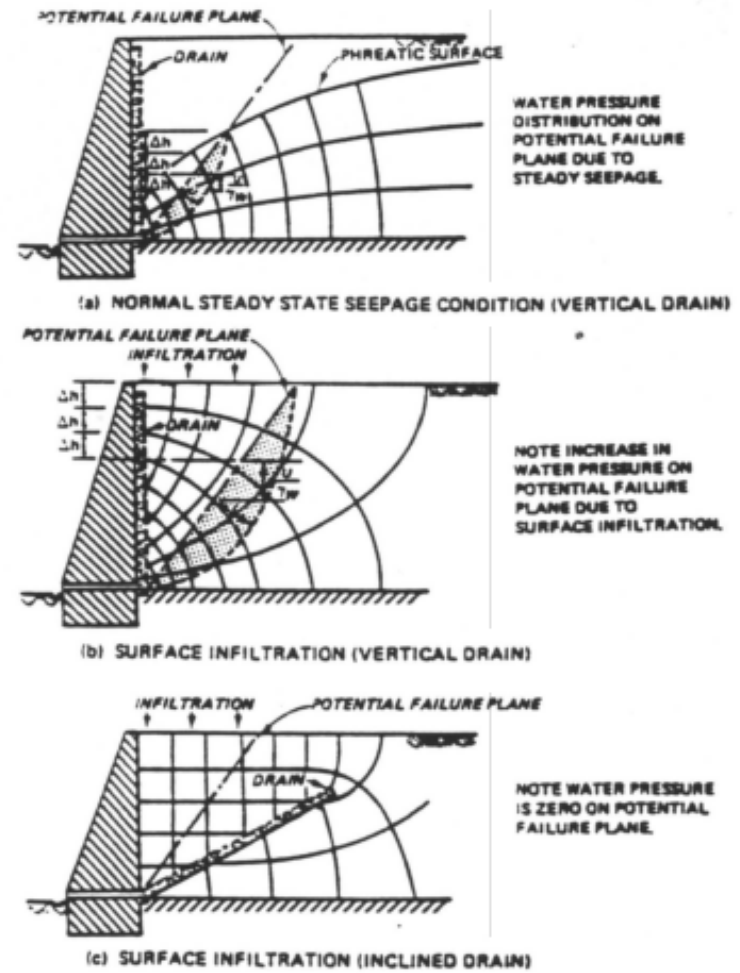 POTENTIAL FAILURE PLANE
DRAIN
PHREATIC SURFACE
Δh
Δh
Δh
u
γw
WATER PRESSURE
DISTRIBUTION ON
POTENTIAL FAILURE
PLANE DUE TO
STEADY SEEPAGE.
(a) NORMAL STEADY STATE SEEPAGE CONDITION (VERTICAL DRAIN)
POTENTIAL FAILURE PLANE
INFILTRATION
Δh
Δh
Δh
DRAIN
u
γw
NOTE INCREASE IN
WATER PRESSURE ON
POTENTIAL FAILURE
PLANE DUE TO
SURFACE INFILTRATION.
(b) SURFACE INFILTRATION (VERTICAL DRAIN)
INFILTRATION
POTENTIAL FAILURE PLANE
DRAIN
NOTE WATER PRESSURE
IS ZERO ON POTENTIAL
FAILURE PLANE.
(c) SURFACE INFILTRATION (INCLINED DRAIN)